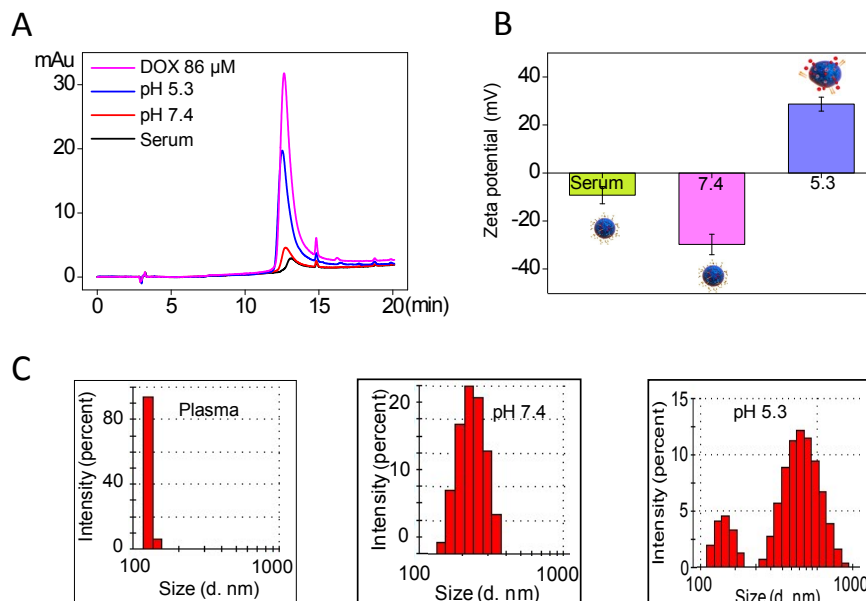 A
mAu
DOX 86 µM
pH 5.3
pH 7.4
Serum
30
20
10
0
0 5 10 15 20 (min)
B
Zeta potential (mV)
40
20
0
-20
-40
Serum 7.4 5.3
C
Intensity (percent)
80
40
0
Plasma
100 1000
Size (d. nm)
Intensity (percent)
20
10
0
pH 7.4
100 1000
Size (d. nm)
Intensity (percent)
15
10
5
0
pH 5.3
100 1000
Size (d. nm)